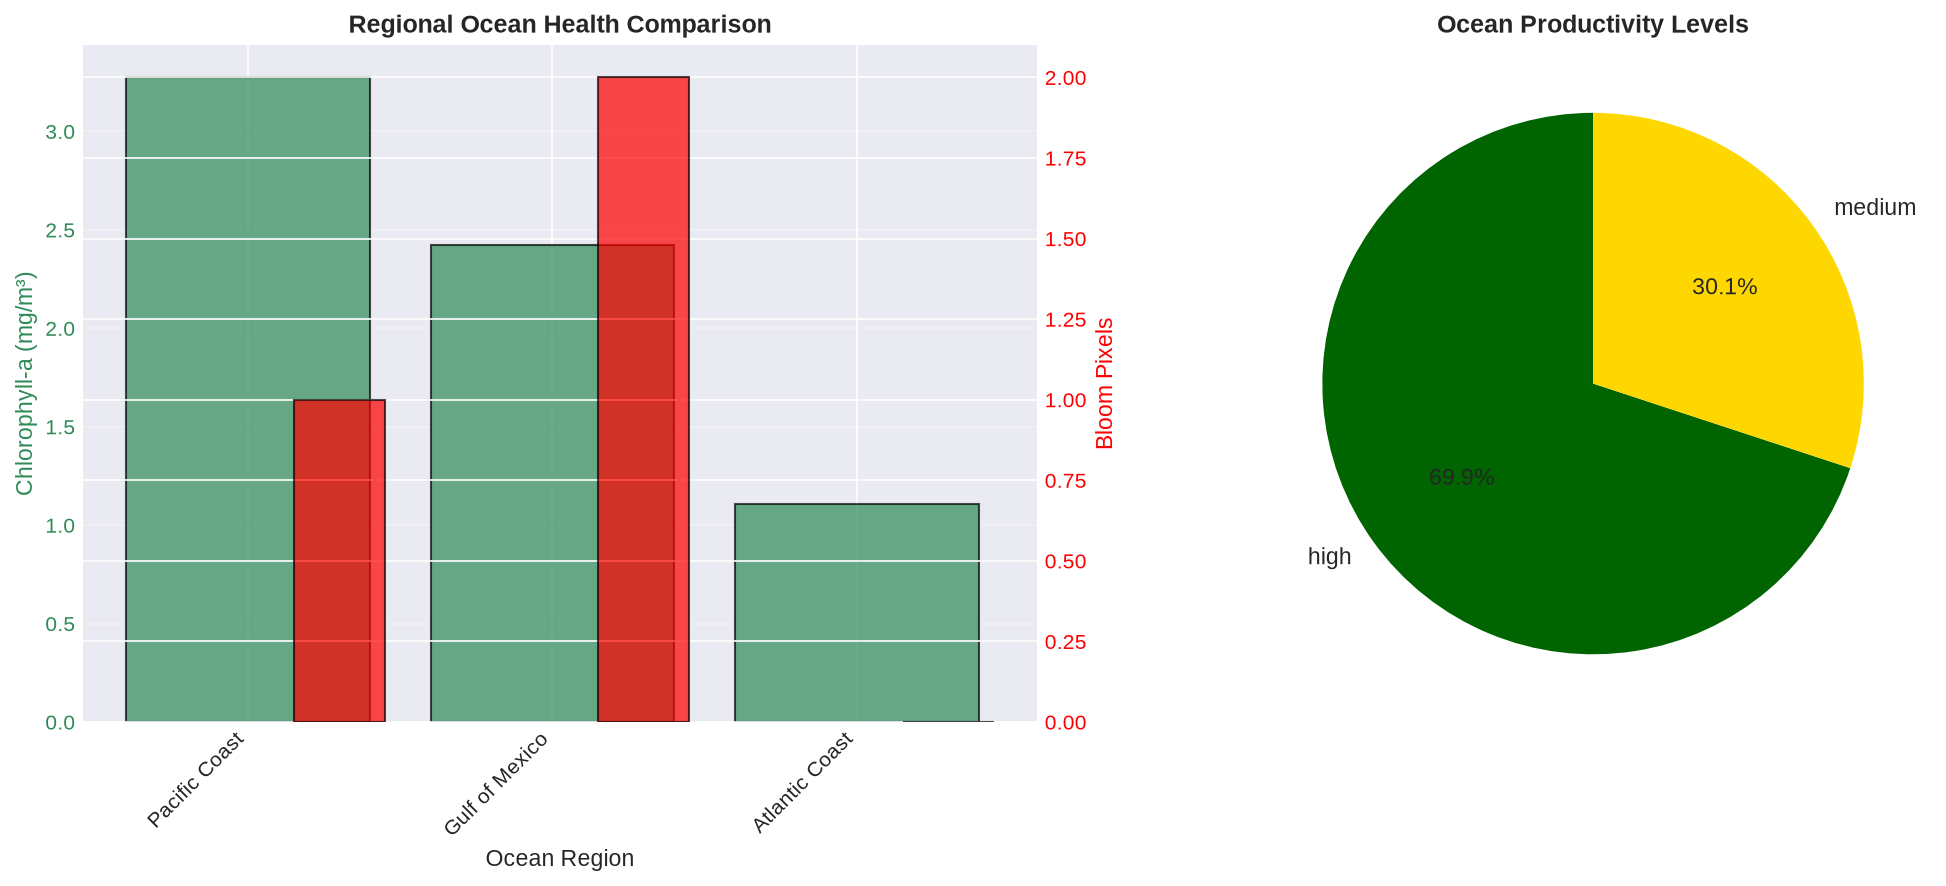 Regional Ocean Health Comparison
Chlorophyll-a (mg/m³)
3.0
2.5
2.0
1.5
1.0
0.5
0.0
2.00
1.75
1.50
1.25
1.00
0.75
0.50
0.25
0.00
Bloom Pixels
Pacific Coast
Gulf of Mexico
Atlantic Coast
Ocean Region
Ocean Productivity Levels
medium
30.1%
69.9%
high